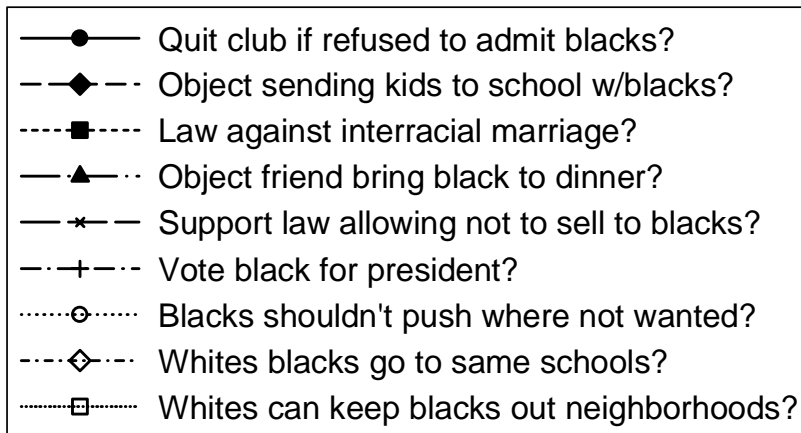 Quit club if refused to admit blacks?
Object sending kids to school w/blacks?
Law against interracial marriage?
Object friend bring black to dinner?
Support law allowing not to sell to blacks?
Vote black for president?
Blacks shouldn't push where not wanted?
Whites blacks go to same schools?
Whites can keep blacks out neighborhoods?